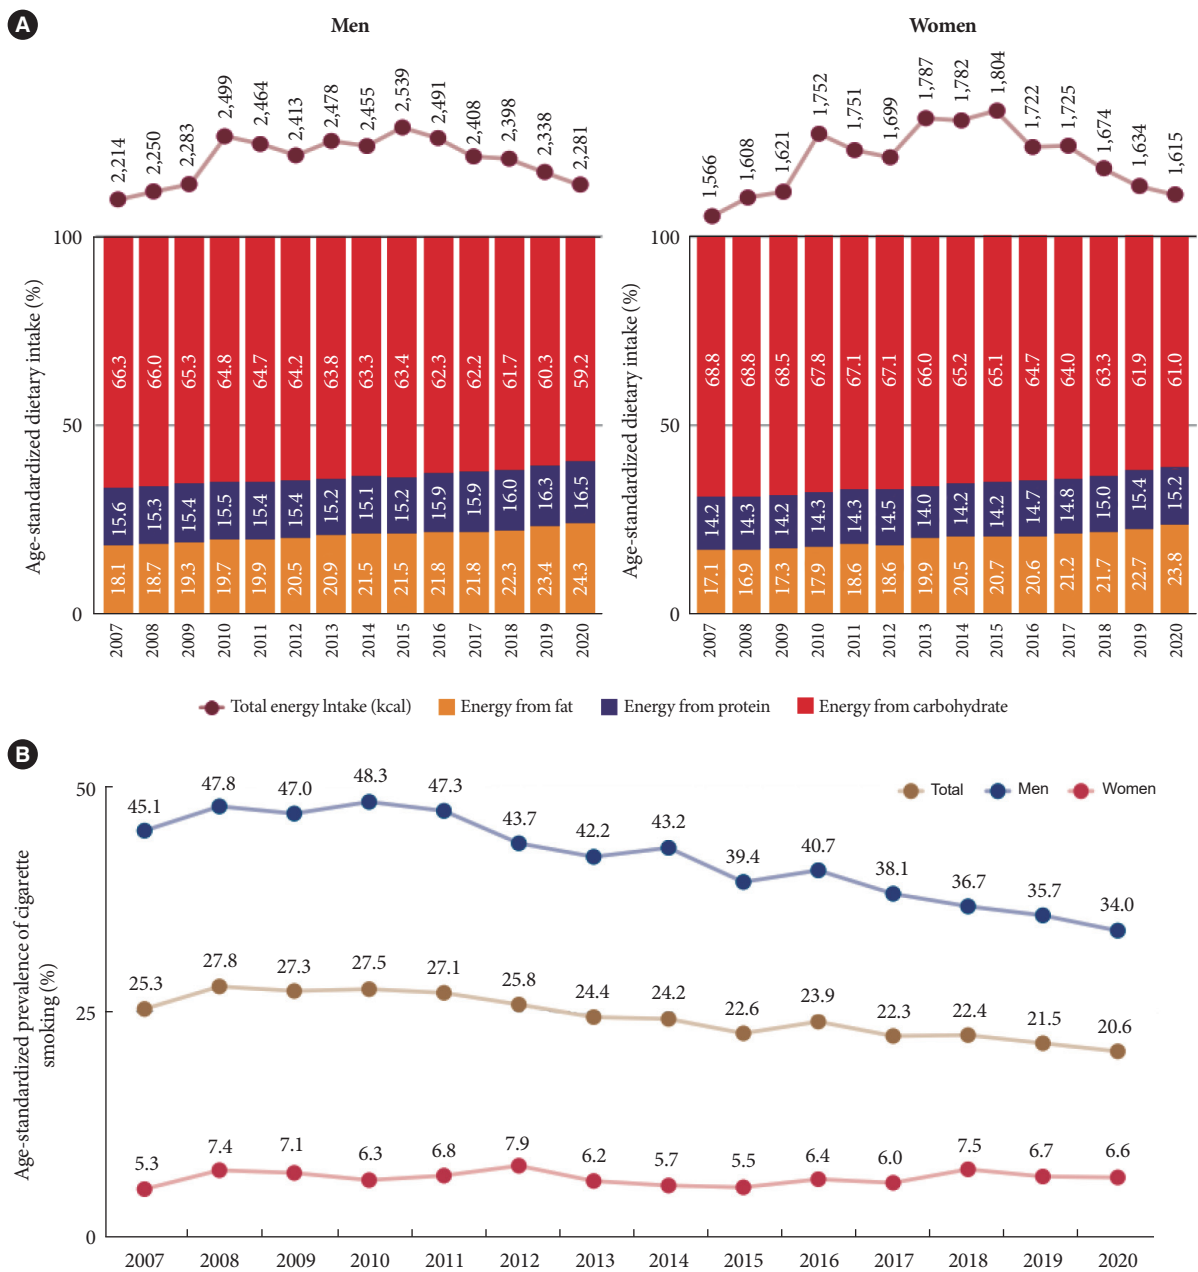 A
Men
Women
2,214 2,250 2,283 2,499 2,464 2,413 2,478 2,455 2,539 2,491 2,408 2,398 2,338 2,281
1,566 1,608 1,621 1,752 1,751 1,699 1,787 1,782 1,804 1,722 1,725 1,674 1,634 1,615
Age-standardized dietary intake (%)
100
50
0
66.3 66.0 65.3 64.8 64.7 64.2 63.8 63.3 63.4 62.3 62.2 61.7 60.3 59.2
15.6 15.3 15.4 15.5 15.4 15.4 15.2 15.1 15.2 15.9 15.9 16.0 16.3 16.5
18.1 18.7 19.3 19.7 19.9 20.5 20.9 21.5 21.5 21.8 21.8 22.3 23.4 24.3
2007 2008 2009 2010 2011 2012 2013 2014 2015 2016 2017 2018 2019 2020
Age-standardized dietary intake (%)
100
50
0
68.8 68.8 68.5 67.8 67.1 67.1 66.0 65.2 65.1 64.7 64.0 63.3 61.9 61.0
14.2 14.3 14.2 14.3 14.3 14.5 14.0 14.2 14.2 14.7 14.8 15.0 15.4 15.2
17.1 16.9 17.3 17.9 18.6 18.6 19.9 20.5 20.7 20.6 21.2 21.7 22.7 23.8
2007 2008 2009 2010 2011 2012 2013 2014 2015 2016 2017 2018 2019 2020
Total energy lntake (kcal) Energy from fat Energy from protein Energy from carbohydrate
B
Age-standardized prevalence of cigarette
smoking (%)
50
25
0
Total Men Women
45.1 47.8 47.0 48.3 47.3 43.7 42.2 43.2 39.4 40.7 38.1 36.7 35.7 34.0
25.3 27.8 27.3 27.5 27.1 25.8 24.4 24.2 22.6 23.9 22.3 22.4 21.5 20.6
5.3 7.4 7.1 6.3 6.8 7.9 6.2 5.7 5.5 6.4 6.0 7.5 6.7 6.6
2007 2008 2009 2010 2011 2012 2013 2014 2015 2016 2017 2018 2019 2020